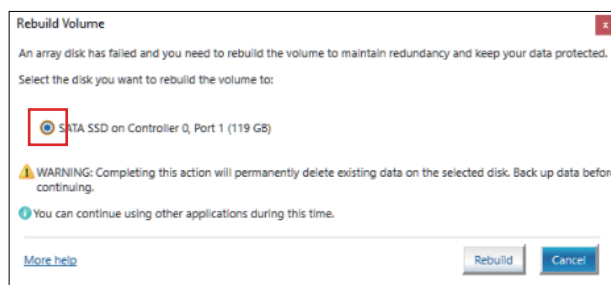 Rebuild Volume
x
An array disk has failed and you need to rebuild the volume to maintain redundancy and keep your data protected.
Select the disk you want to rebuild the volume to:
SATA SSD on Controller 0, Port 1 (119 GB)
WARNING: Completing this action will permanently delete existing data on the selected disk. Back up data before
continuing.
You can continue using other applications during this time.
More help
Rebuild
Cancel